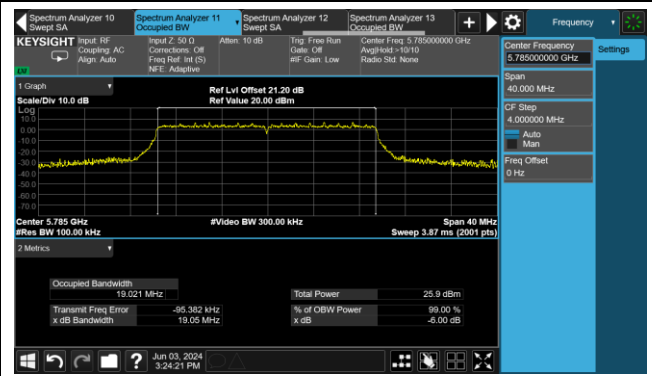 Spectrum Analyzer 10
Swept SA
Spectrum Analyzer 11
Occupied BW
Spectrum Analyzer 12
Swept SA
Spectrum Analyzer 13
Occupied BW
Frequency
KEYSIGHT
Input: RF
Coupling: AC
Align: Auto
Input Z: 50 Ω
Corrections: Off
Freq Ref: Int (S)
NFE: Adaptive
Atten: 10 dB
Trig: Free Run
Gate: Off
#IF Gain: Low
Center Freq: 5.785000000 GHz
Avg|Hold:>10/10
Radio Std: None
Center Frequency
5.785000000 GHz
Settings
Span
40.000 MHz
CF Step
4.000000 MHz
Auto
Man
Freq Offset
0 Hz
1 Graph
Scale/Div 10.0 dB
Ref Lvl Offset 21.20 dB
Ref Value 20.00 dBm
Log
10.0
0.00
-10.0
-20.0
-30.0
-40.0
-50.0
-60.0
-70.0
Center 5.785 GHz
#Res BW 100.00 kHz
#Video BW 300.00 kHz
Span 40 MHz
Sweep 3.87 ms (2001 pts)
2 Metrics
Occupied Bandwidth
19.021 MHz
Total Power 25.9 dBm
Transmit Freq Error -95.382 kHz
% of OBW Power 99.00 %
x dB Bandwidth 19.05 MHz
x dB -6.00 dB
Jun 03, 2024
3:24:21 PM